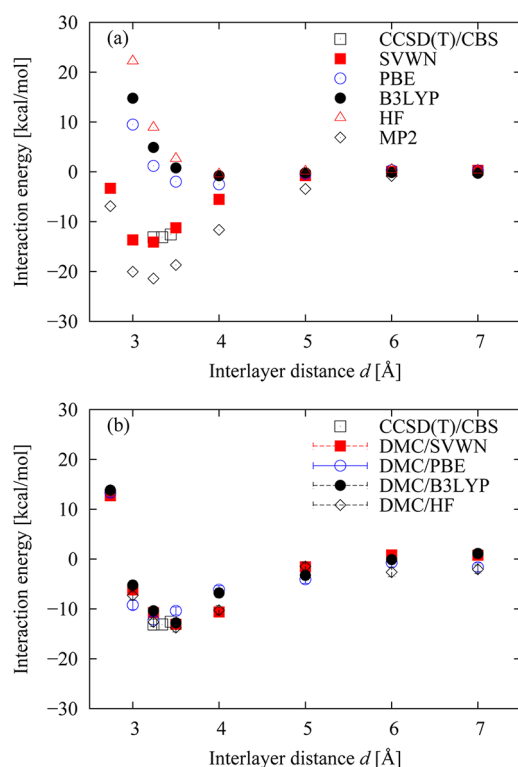 (a)
CCSD(T)/CBS
SVWN
PBE
B3LYP
HF
MP2
Interaction energy [kcal/mol]
30
20
10
0
−10
−20
−30
3 4 5 6 7
Interlayer distance d [Å]
(b)
CCSD(T)/CBS
DMC/SVWN
DMC/PBE
DMC/B3LYP
DMC/HF
Interaction energy [kcal/mol]
30
20
10
0
−10
−20
−30
3 4 5 6 7
Interlayer distance d [Å]